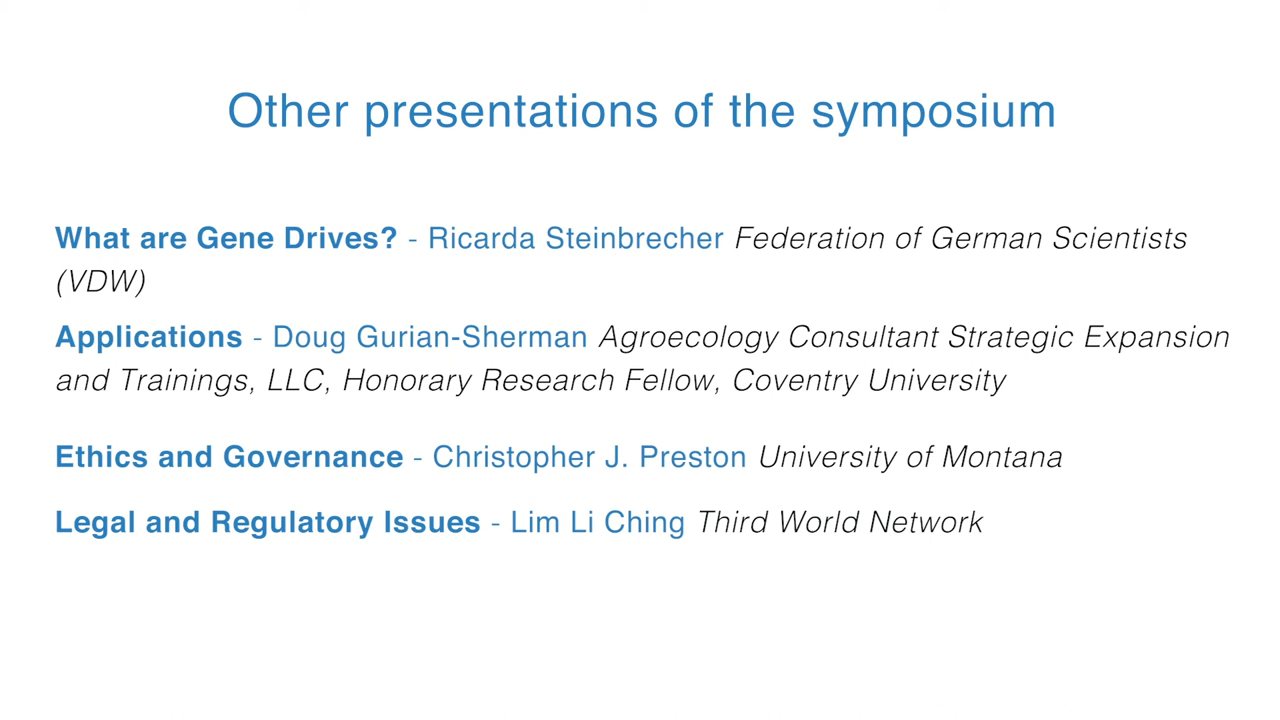 Other presentations of the symposium
What are Gene Drives? - Ricarda Steinbrecher Federation of German Scientists
(VDW)
Applications - Doug Gurian-Sherman Agroecology Consultant Strategic Expansion
and Trainings, LLC, Honorary Research Fellow, Coventry University
Ethics and Governance - Christopher J. Preston University of Montana
Legal and Regulatory Issues - Lim Li Ching Third World Network